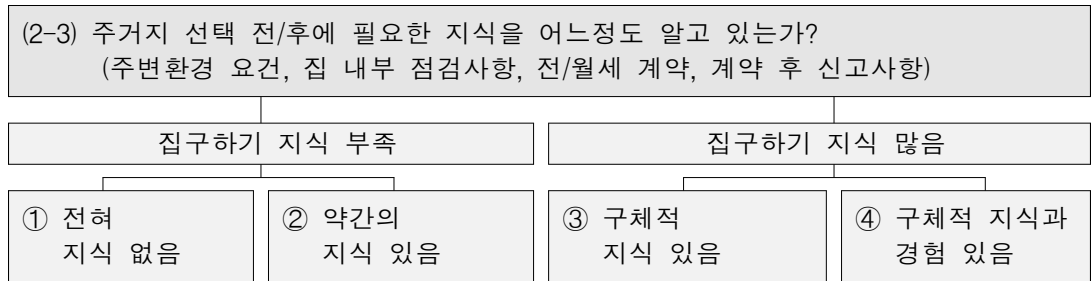 (2-3) 주거지 선택 전/후에 필요한 지식을 어느정도 알고 있는가?
(주변환경 요건, 집 내부 점검사항, 전/월세 계약, 계약 후 신고사항)
집구하기 지식 부족
집구하기 지식 많음
① 전혀
지식 없음
② 약간의
지식 있음
③ 구체적
지식 있음
④ 구체적 지식과
경험 있음